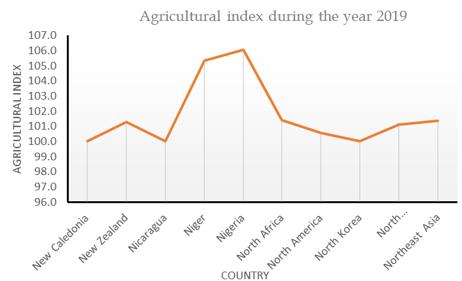 Agricultural index during the year 2019
107.0
106.0
105.0
104.0
103.0
102.0
101.0
100.0
99.0
98.0
97.0
96.0
AGRICULTURAL INDEX
New Caledonia
New Zealand
Nicaragua
Niger
Nigeria
North Africa
North America
North Korea
North...
Northeast Asia
COUNTRY